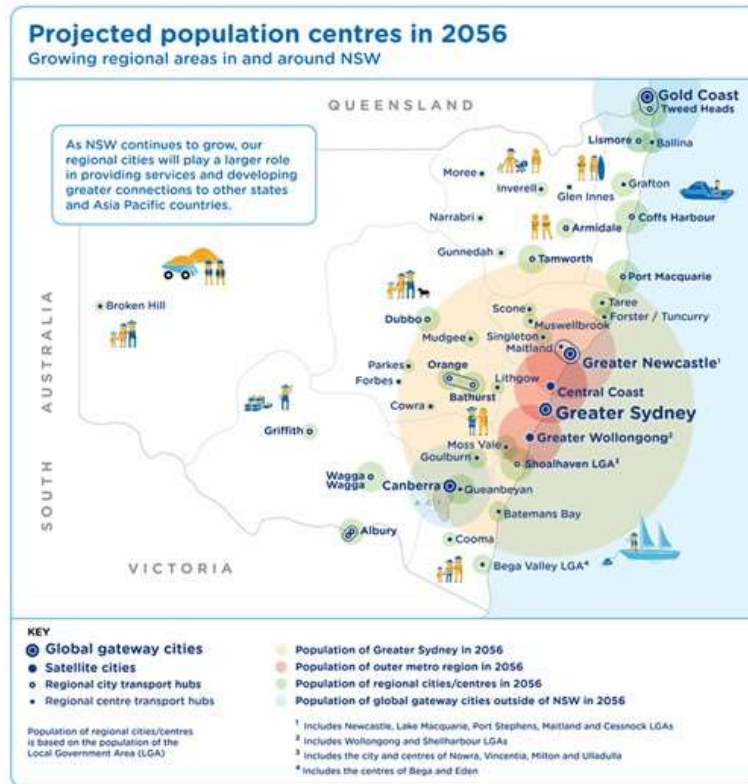 Projected population centres in 2056
Growing regional areas in and around NSW
QUEENSLAND
Gold Coast
Tweed Heads
As NSW continues to grow, our
regional cities will play a larger role
in providing services and developing
greater connections to other states
and Asia Pacific countries.
Lismore
Ballina
Moree
Inverell
Glen Innes
Grafton
Narrabri
Armidale
Coffs Harbour
Gunnedah
Tamworth
Port Macquarie
Broken Hill
Scone
Taree
Dubbo
Muswellbrook
Forster / Tuncurry
Mudgee
Singleton
Maitland
Greater Newcastle¹
Parkes
Orange
Lithgow
Forbes
Bathurst
Central Coast
Cowra
Greater Sydney
Griffith
Moss Vale
Greater Wollongong²
Goulburn
Shoalhaven LGA³
Wagga
Wagga
Canberra
Queanbeyan
A.C.T
Batemans Bay
Albury
Cooma
Bega Valley LGA⁴
SOUTH AUSTRALIA
VICTORIA
KEY
Global gateway cities
Satellite cities
Regional city transport hubs
Regional centre transport hubs
Population of regional cities/centres
is based on the population of the
Local Government Area (LGA)
Population of Greater Sydney in 2056
Population of outer metro region in 2056
Population of regional cities/centres in 2056
Population of global gateway cities outside of NSW in 2056
¹ Includes Newcastle, Lake Macquarie, Port Stephens, Maitland and Cessnock LGAs
² Includes Wollongong and Shellharbour LGAs
³ Includes the city and centres of Nowra, Vincentia, Milton and Ulladulla
⁴ Includes the centres of Bega and Eden